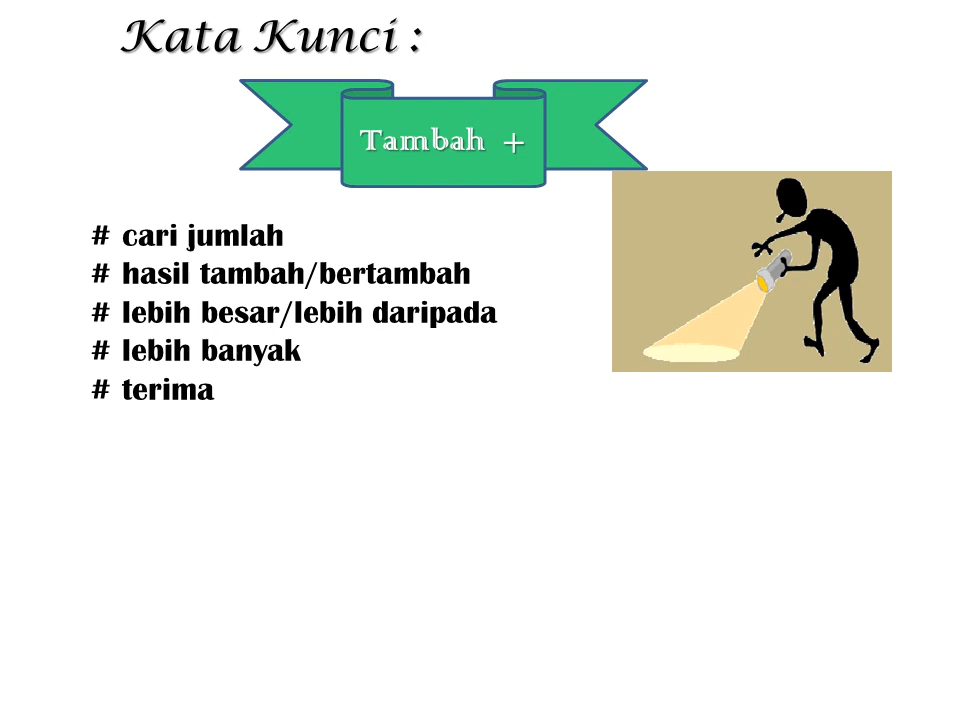 Kata Kunci :
Tambah +
# cari jumlah
# hasil tambah/bertambah
# lebih besar/lebih daripada
# lebih banyak
# terima